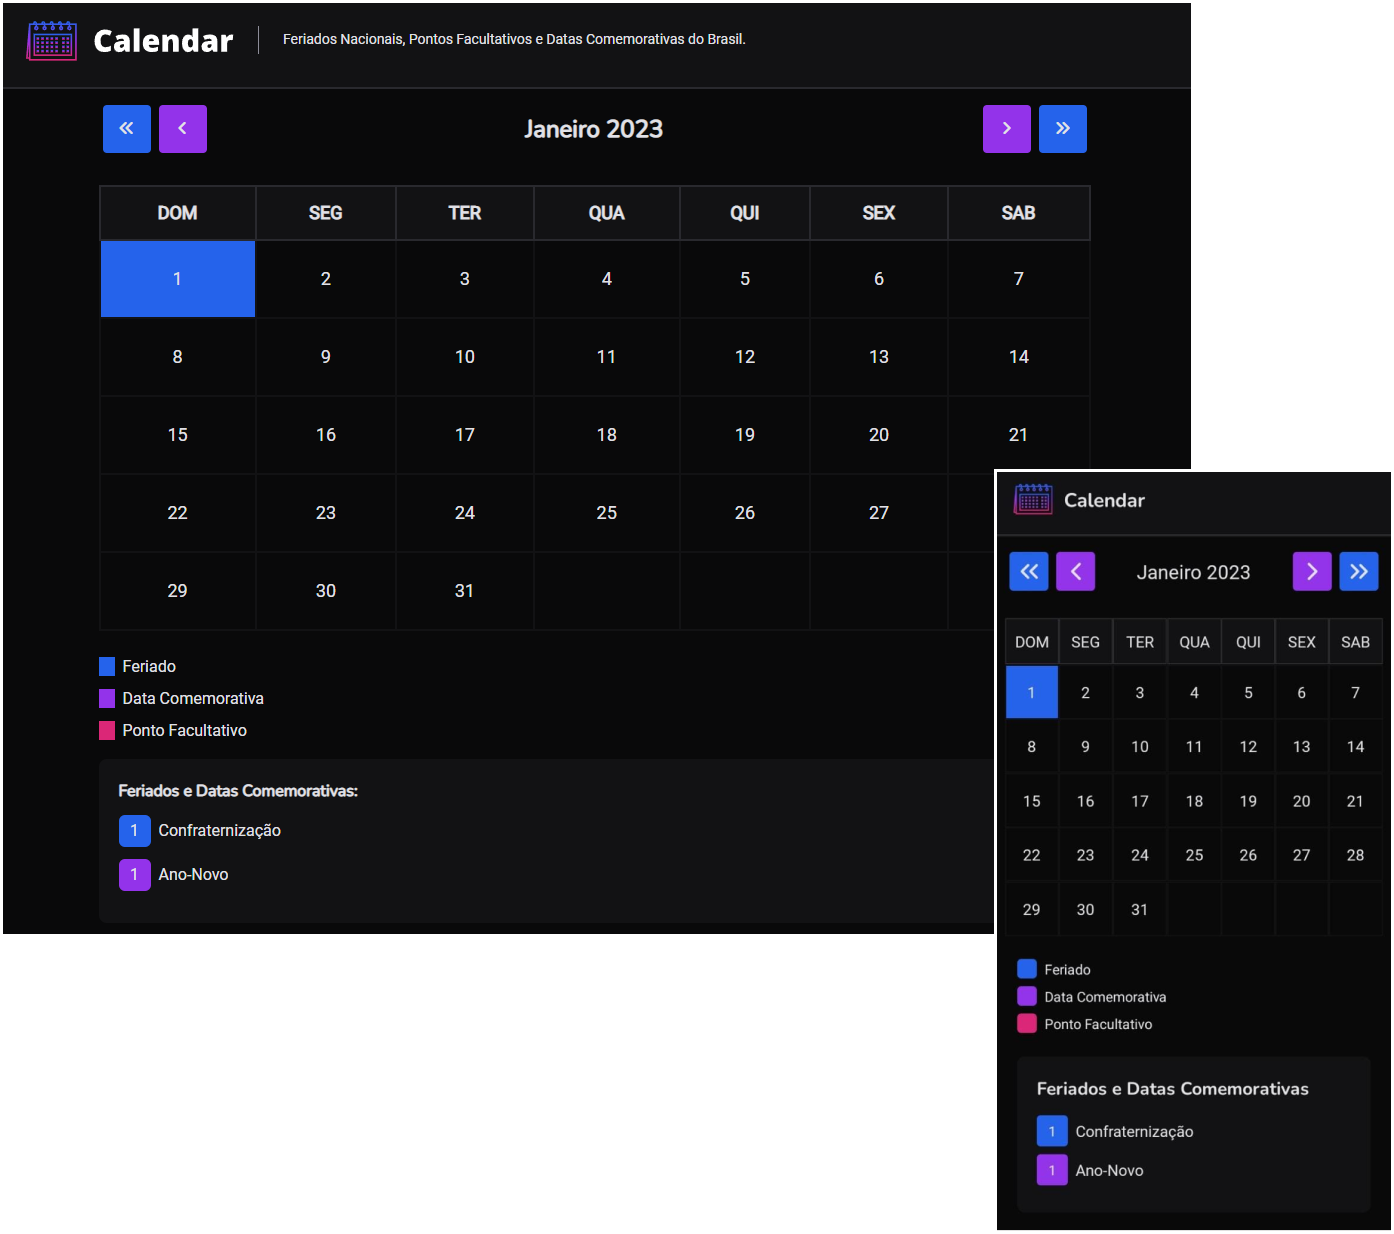 Calendar
Feriados Nacionais, Pontos Facultativos e Datas Comemorativas do Brasil.
Janeiro 2023
DOM SEG TER QUA QUI SEX SAB
1 2 3 4 5 6 7
8 9 10 11 12 13 14
15 16 17 18 19 20 21
22 23 24 25 26 27
29 30 31
Feriado
Data Comemorativa
Ponto Facultativo
Feriados e Datas Comemorativas:
1 Confraternização
1 Ano-Novo
Calendar
Janeiro 2023
DOM SEG TER QUA QUI SEX SAB
1 2 3 4 5 6 7
8 9 10 11 12 13 14
15 16 17 18 19 20 21
22 23 24 25 26 27 28
29 30 31
Feriado
Data Comemorativa
Ponto Facultativo
Feriados e Datas Comemorativas
1 Confraternização
1 Ano-Novo